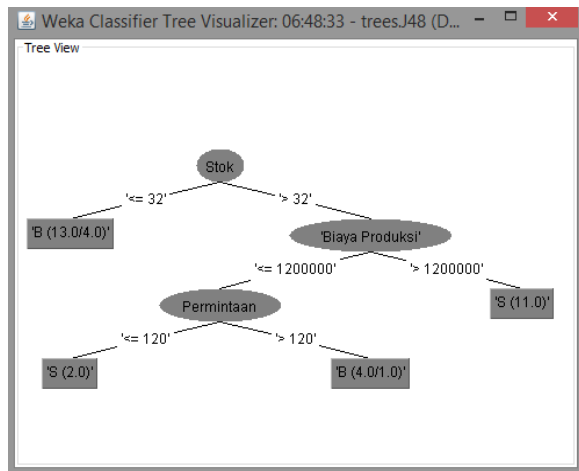 Weka Classifier Tree Visualizer: 06:48:33 - trees.J48 (D...
Tree View
Stok
'<= 32'
'> 32'
'B (13.0/4.0)'
'Biaya Produksi'
'<= 1200000'
'> 1200000'
Permintaan
'S (11.0)'
'<= 120'
'> 120'
'S (2.0)'
'B (4.0/1.0)'